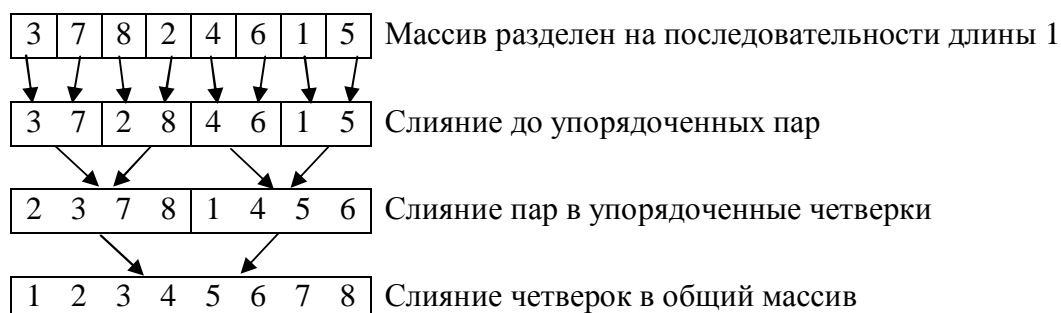 3 7 8 2 4 6 1 5 Массив разделен на последовательности длины 1
3 7 2 8 4 6 1 5 Слияние до упорядоченных пар
2 3 7 8 1 4 5 6 Слияние пар в упорядоченные четверки
1 2 3 4 5 6 7 8 Слияние четверок в общий массив